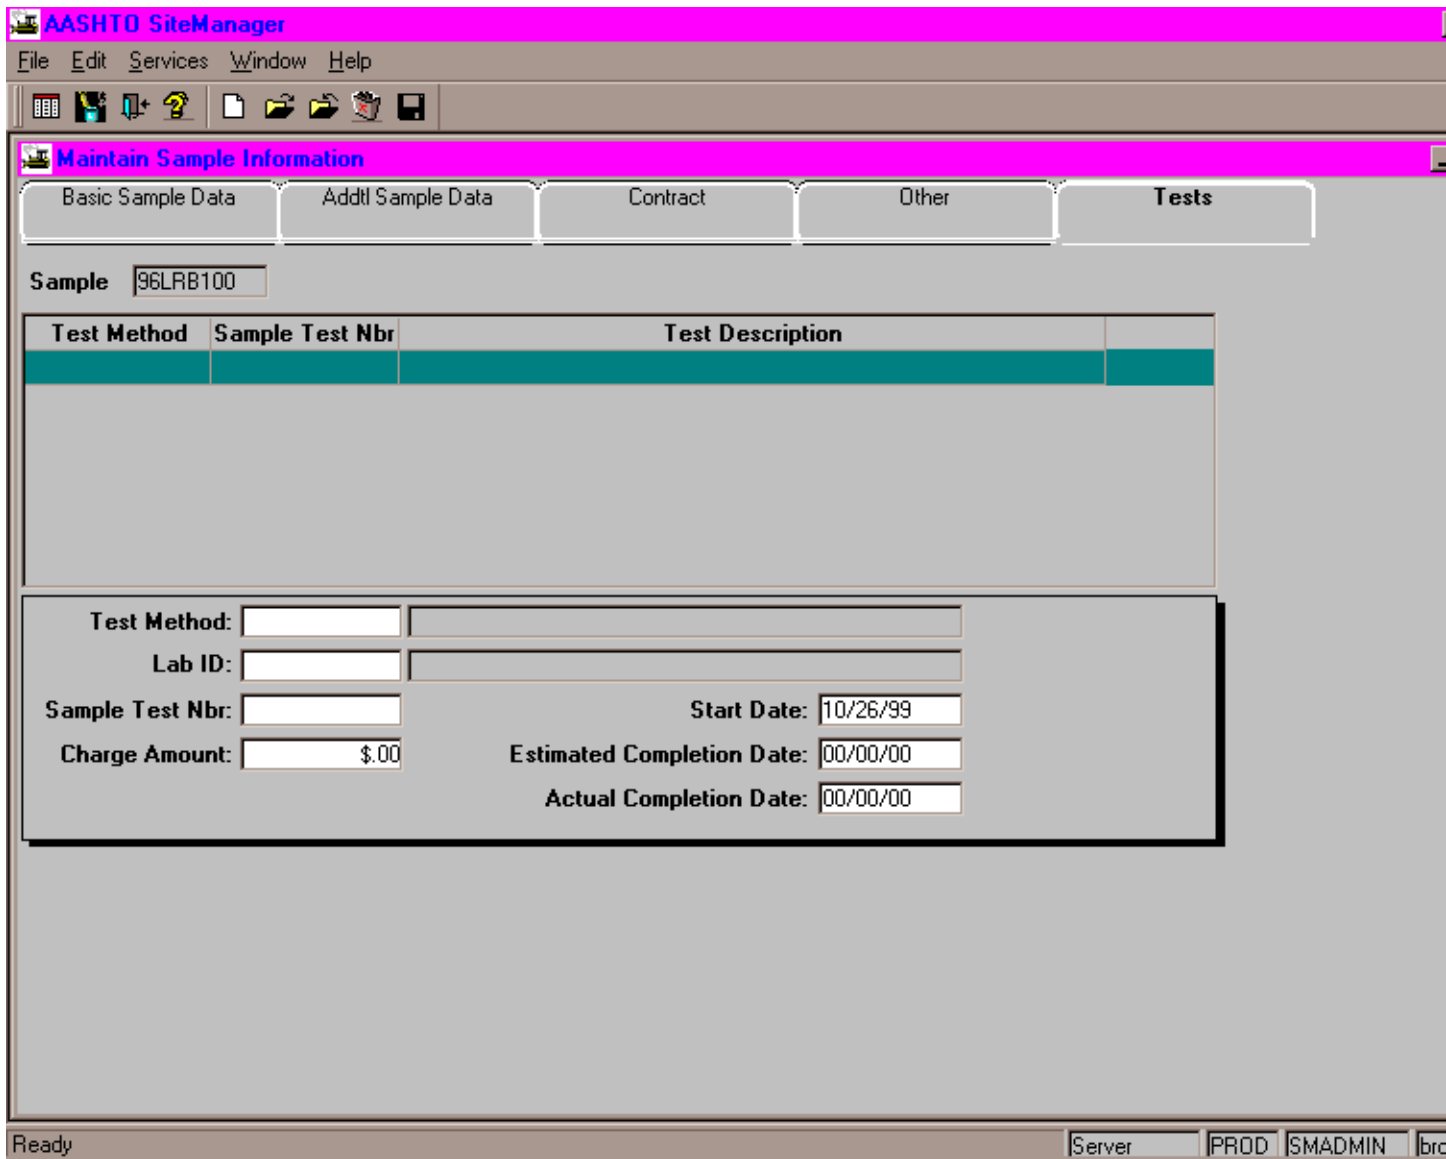 AASHTO SiteManager
File Edit Services Window Help
Maintain Sample Information
Basic Sample Data Addtl Sample Data Contract Other Tests
Sample 96LRB100
Test Method Sample Test Nbr Test Description
Test Method:
Lab ID:
Sample Test Nbr: Start Date: 10/26/99
Charge Amount: $.00 Estimated Completion Date: 00/00/00
Actual Completion Date: 00/00/00
Ready Server PROD SMADMIN